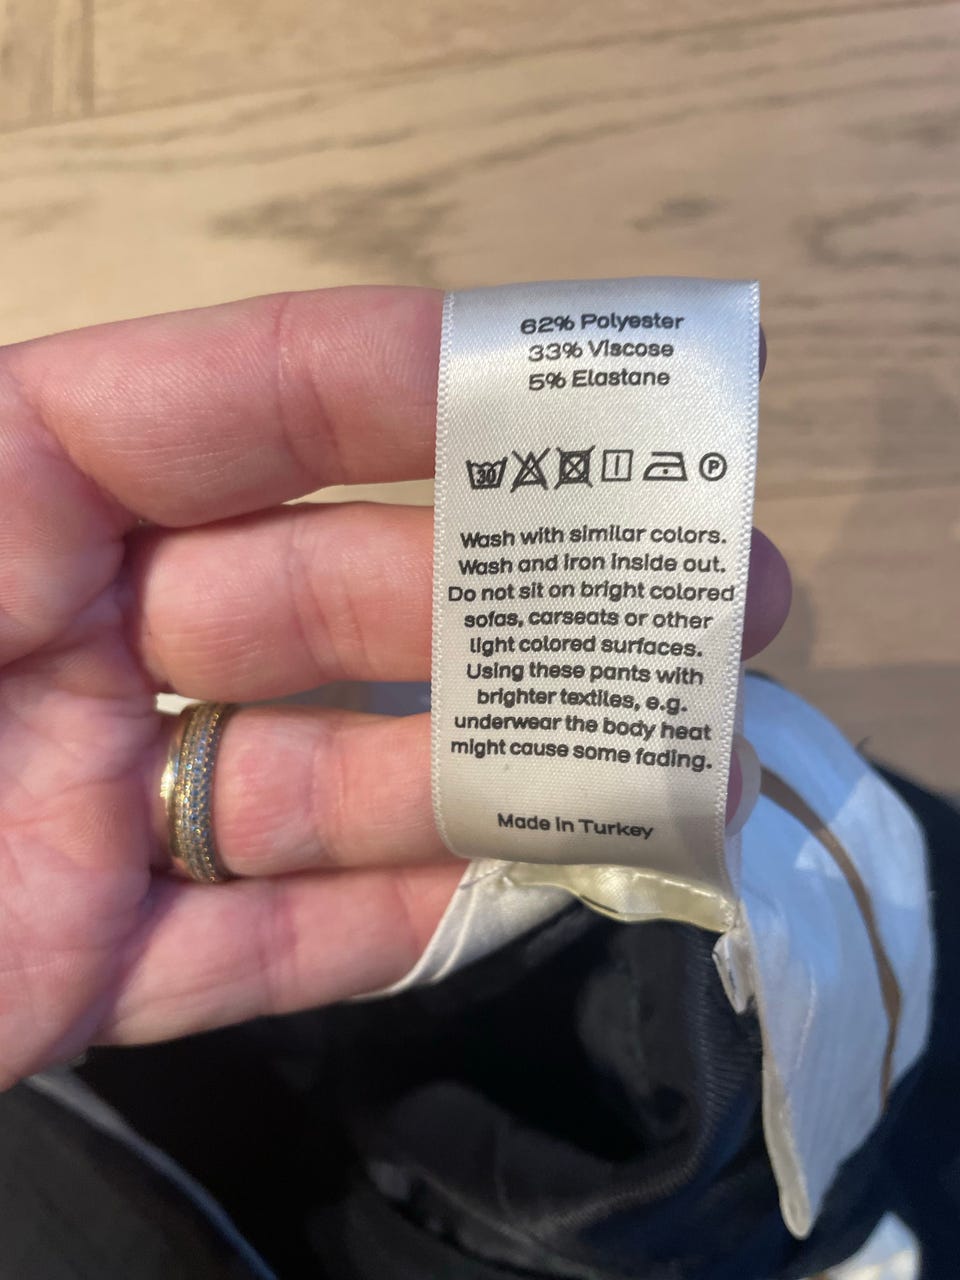 62% Polyester
33% Viscose
5% Elastane
30 P
Wash with similar colors.
Wash and iron inside out.
Do not sit on bright colored
sofas, carseats or other
light colored surfaces.
Using these pants with
brighter textiles, e.g.
underwear the body heat
might cause some fading.
Made in Turkey